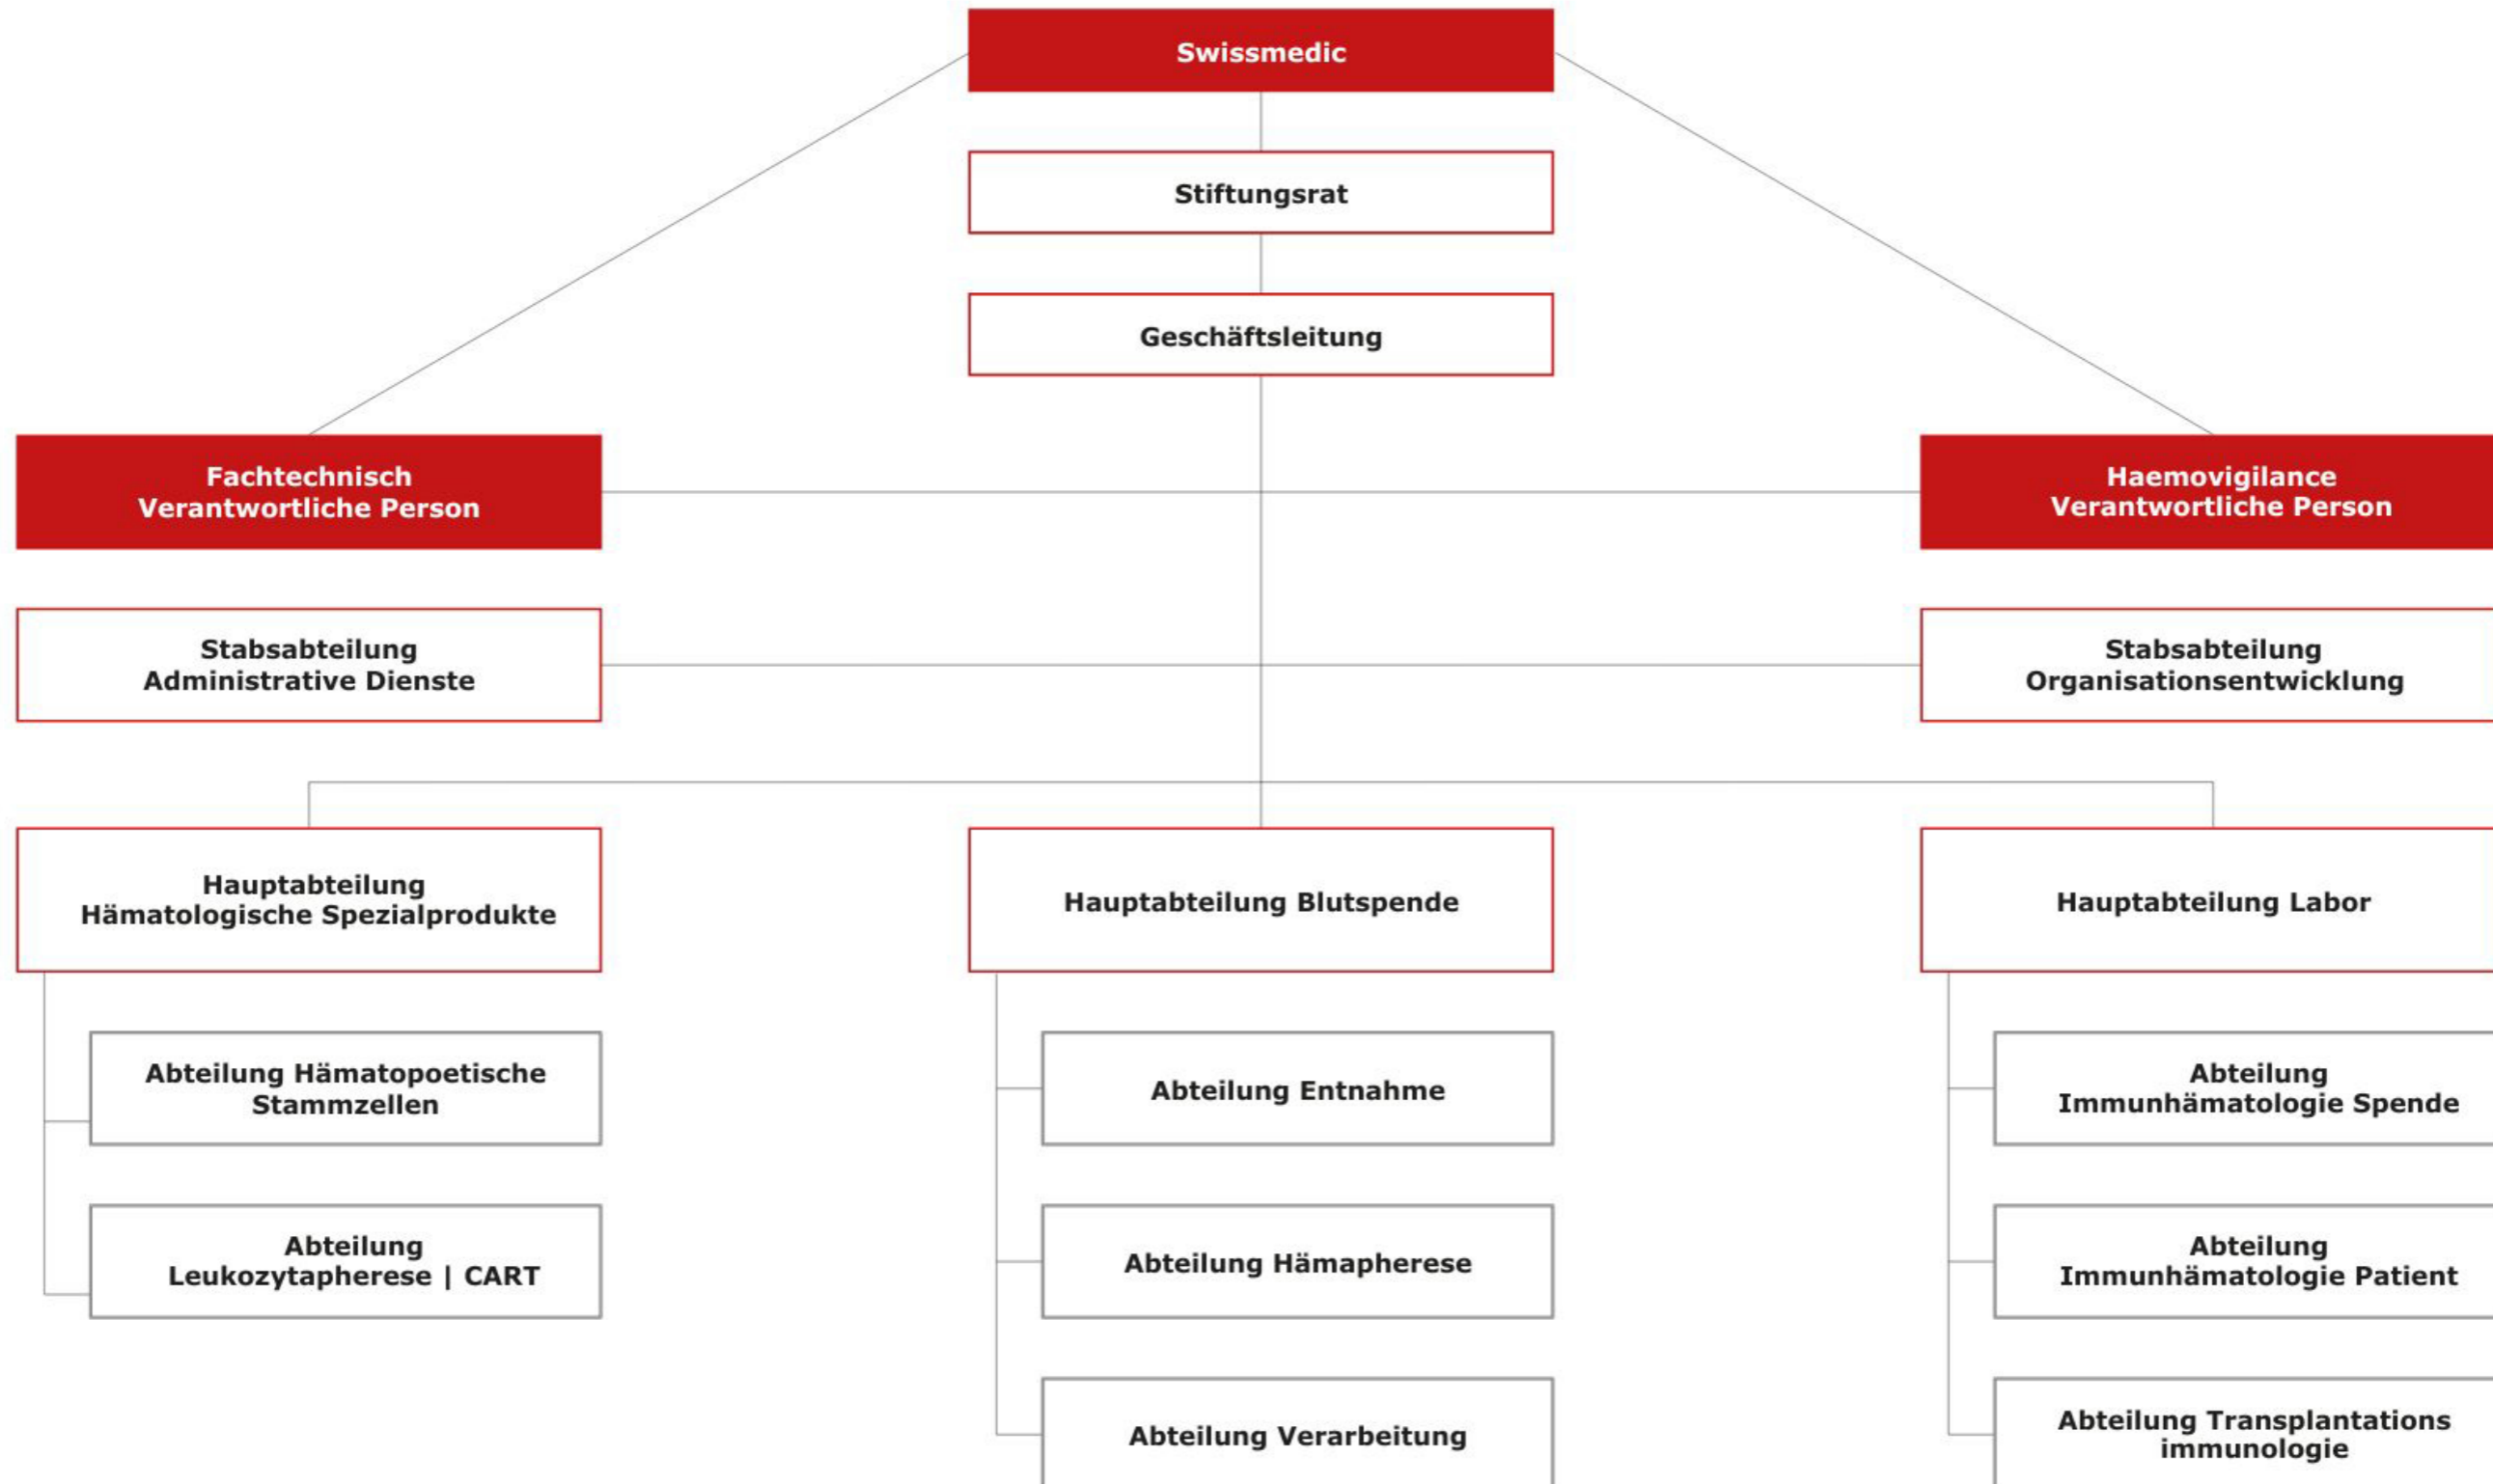 Swissmedic
Stiftungsrat
Geschäftsleitung
Fachtechnisch
Verantwortliche Person
Haemovigilance
Verantwortliche Person
Stabsabteilung
Administrative Dienste
Stabsabteilung
Organisationsentwicklung
Hauptabteilung
Hämatologische Spezialprodukte
Hauptabteilung Blutspende
Hauptabteilung Labor
Abteilung Hämatopoetische
Stammzellen
Abteilung
Leukozytapherese | CART
Abteilung Entnahme
Abteilung Hämapherese
Abteilung Verarbeitung
Abteilung
Immunhämatologie Spende
Abteilung
Immunhämatologie Patient
Abteilung Transplantations
immunologie